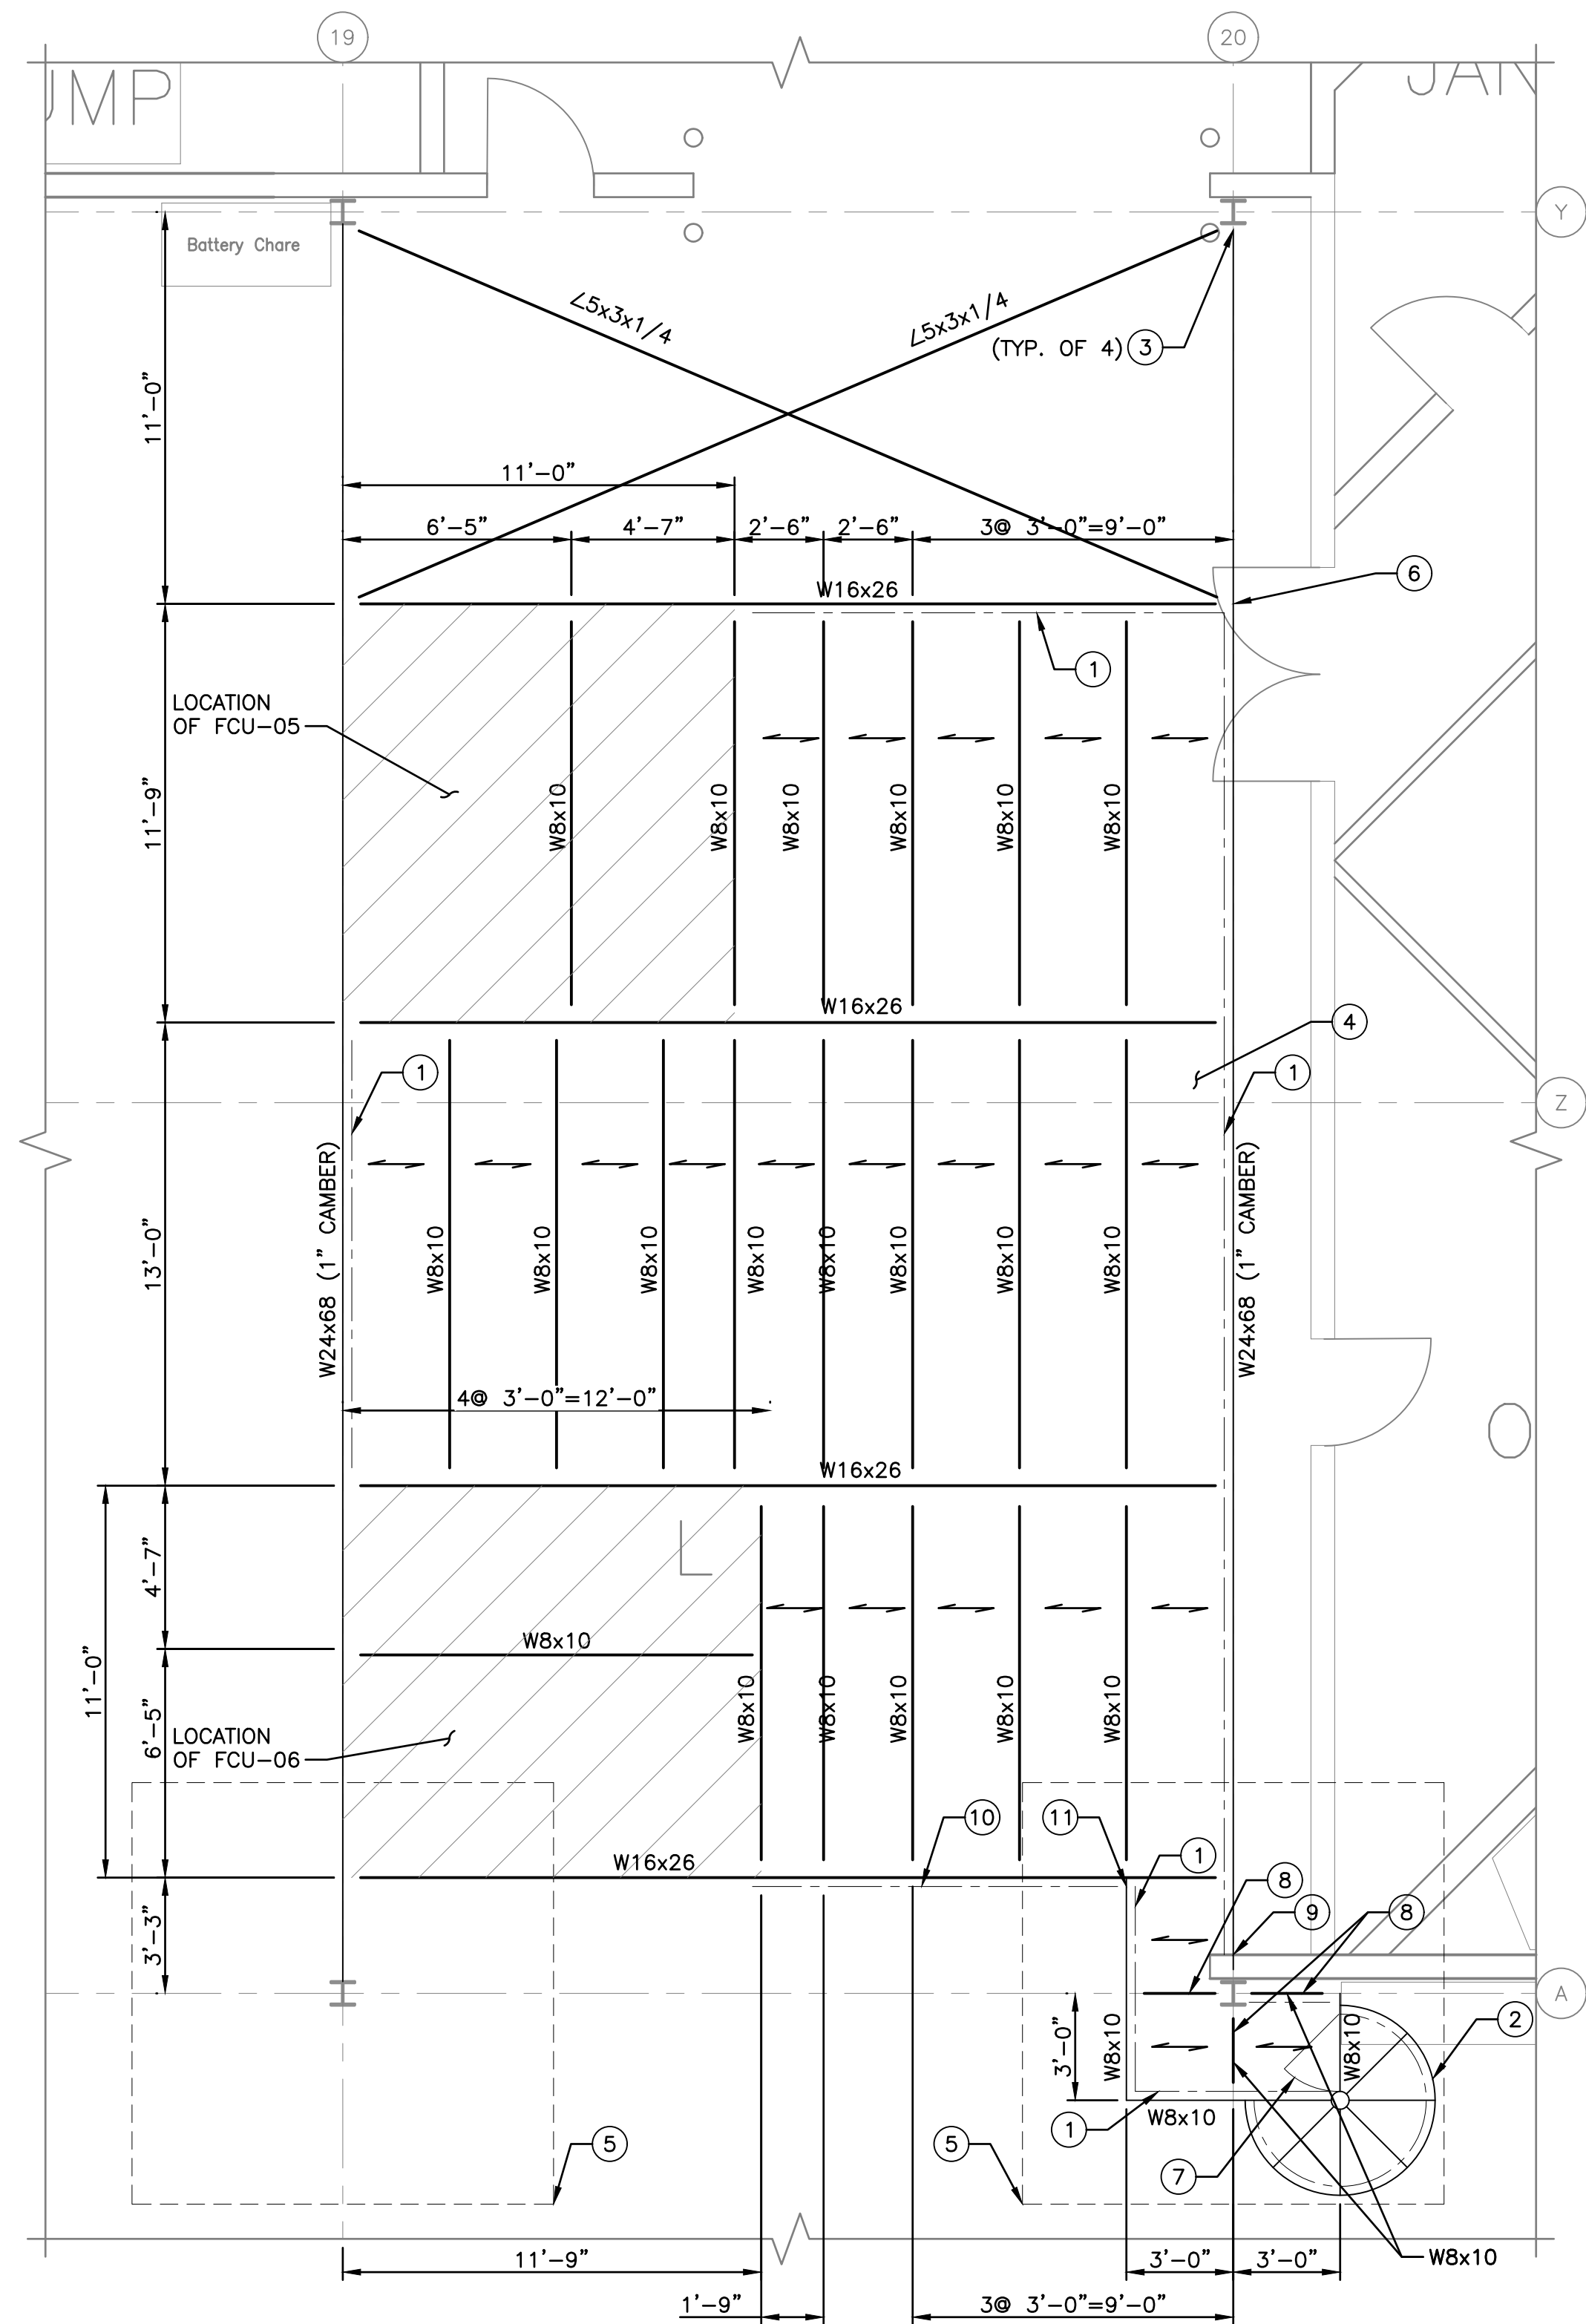 19
20
UMP
JAN
Y
Battery Chare
∠5x3x1/4
∠5x3x1/4
(TYP. OF 4) 3
11'-0"
11'-0"
6'-5"
4'-7"
2'-6"
2'-6"
3@ 3'-0"=9'-0"
6
W16x26
1
LOCATION
OF FCU-05
11'-9"
W8x10
W8x10
W8x10
W8x10
W8x10
W8x10
W16x26
4
1
1
Z
W24x68 (1" CAMBER)
W24x68 (1" CAMBER)
13'-0"
W8x10
W8x10
W8x10
W8x10
W8x10
W8x10
W8x10
W8x10
4@ 3'-0"=12'-0"
W16x26
L
4'-7"
11'-0"
W8x10
6'-5"
W8x10
W8x10
W8x10
W8x10
W8x10
LOCATION
OF FCU-06
10
11
1
W16x26
8
9
8
3'-3"
A
2
3'-0"
W8x10
W8x10
W8x10
1
5
5
7
W8x10
11'-9"
3'-0"
3'-0"
1'-9"
3@ 3'-0"=9'-0"